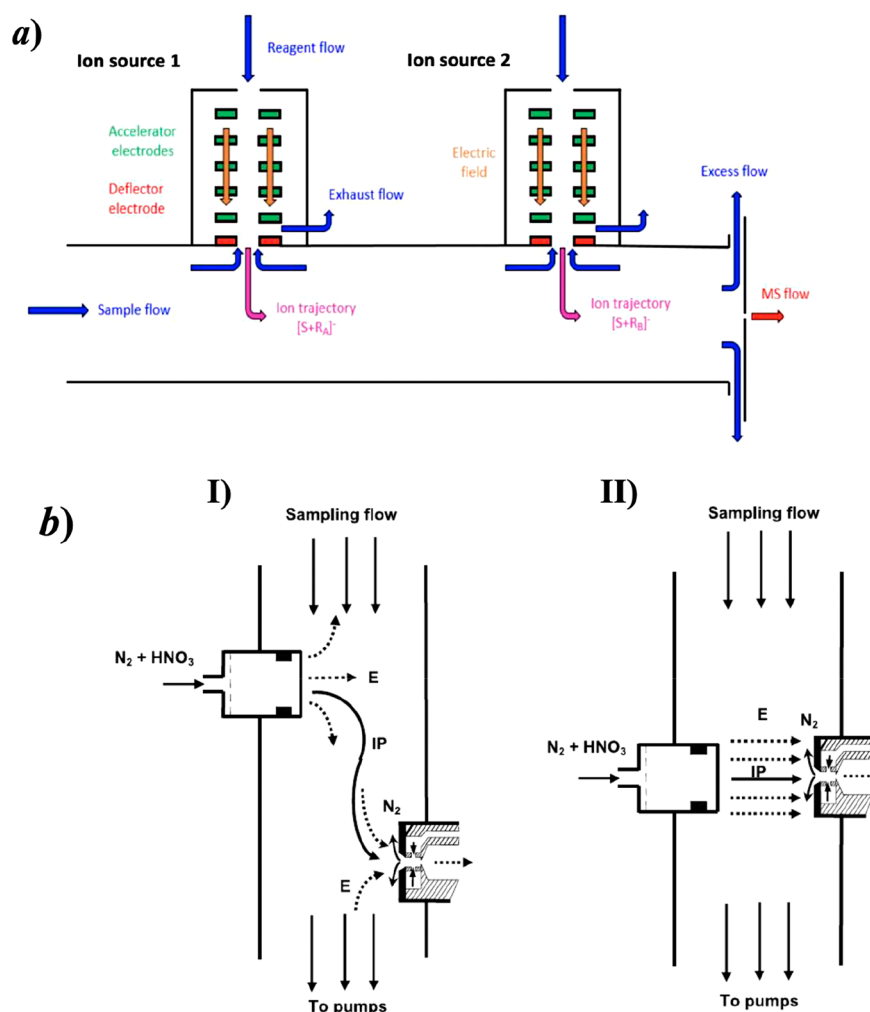 a)
Ion source 1
Reagent flow
Ion source 2
Accelerator
electrodes
Electric
field
Deflector
electrode
Exhaust flow
Excess flow
Sample flow
Ion trajectory
[S+R_A]^-
Ion trajectory
[S+R_B]^-
MS flow
b)
I)
Sampling flow
N₂ + HNO₃
E
IP
N₂
E
To pumps
II)
Sampling flow
N₂ + HNO₃
E
N₂
IP
To pumps